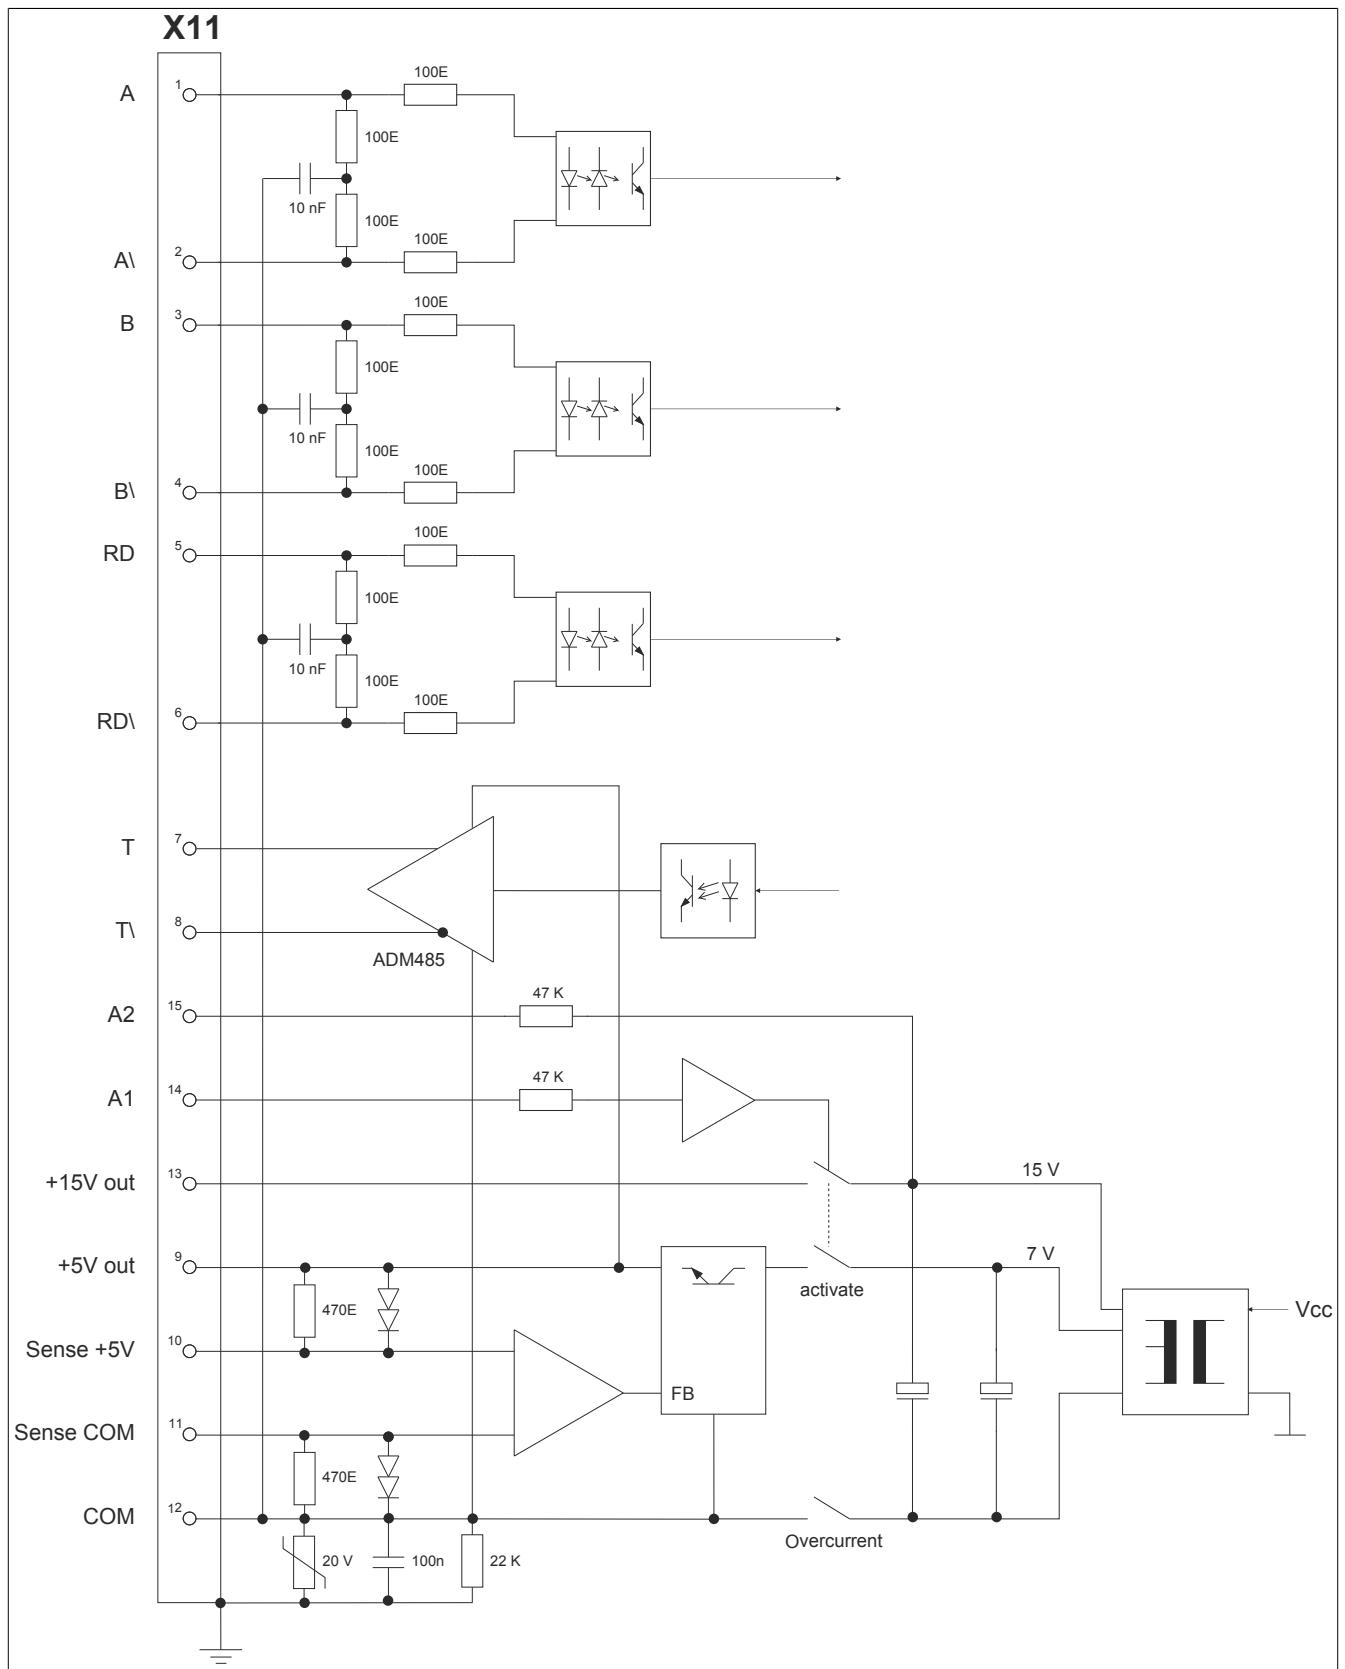 X11
100E
A 1
100E
10 nF
100E
100E
A\ 2
100E
B 3
100E
10 nF
100E
100E
B\ 4
100E
RD 5
100E
10 nF
100E
100E
RD\ 6
T 7
T\ 8
ADM485
47 K
A2 15
47 K
A1 14
+15V out 13
15 V
+5V out 9
7 V
activate
470E
Vcc
Sense +5V 10
FB
Sense COM 11
470E
COM 12
Overcurrent
20 V
100n
22 K